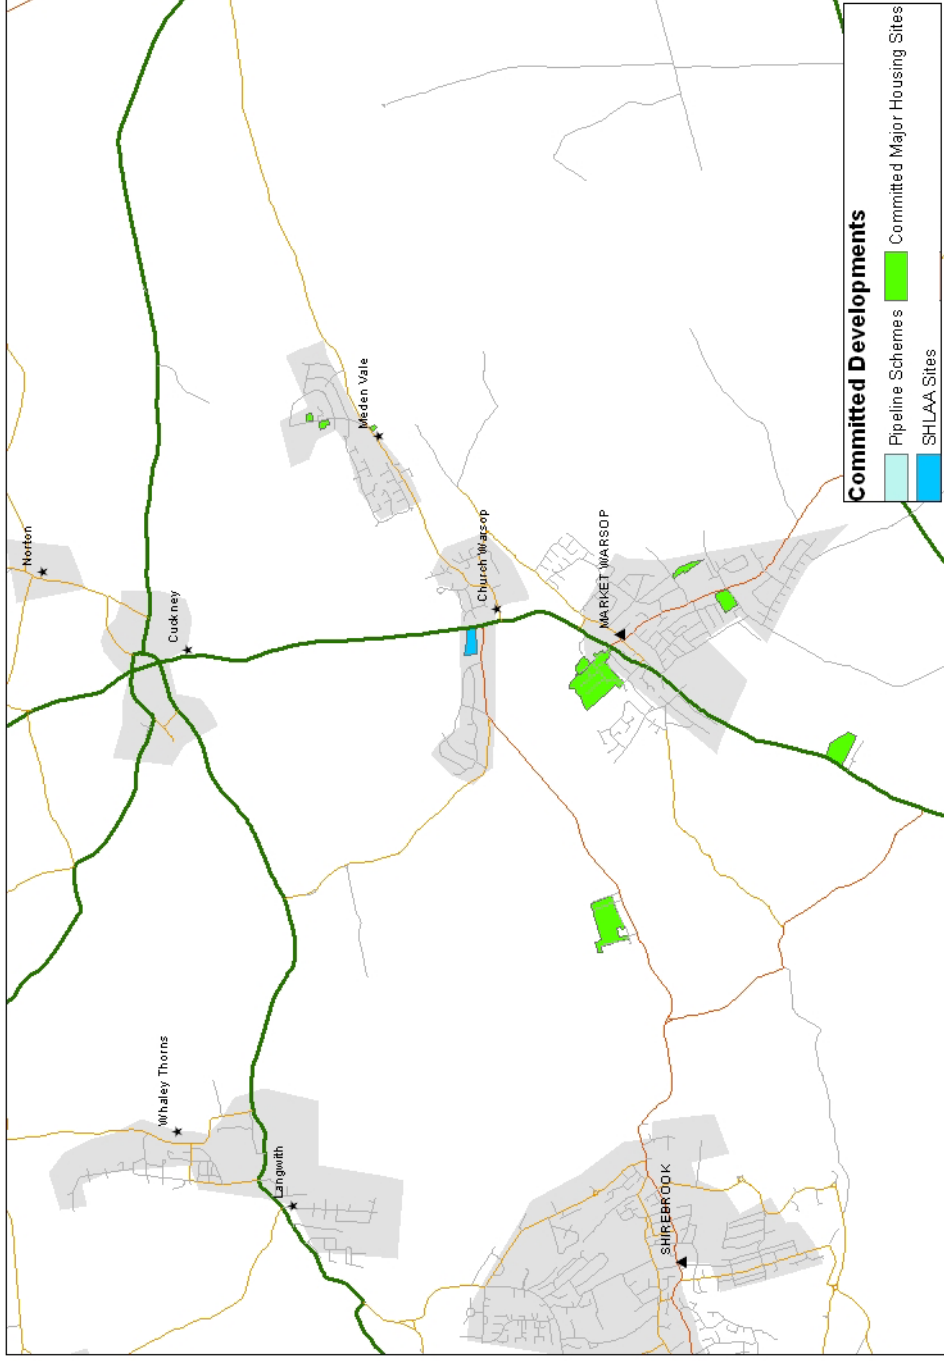 Norton
Cuckney
Whaley Thorns
Langwith
Meden Vale
Church Warsop
MARKET WARSOP
SHIREBROOK
Committed Developments
Pipeline Schemes
Committed Major Housing Sites
SHLAA Sites